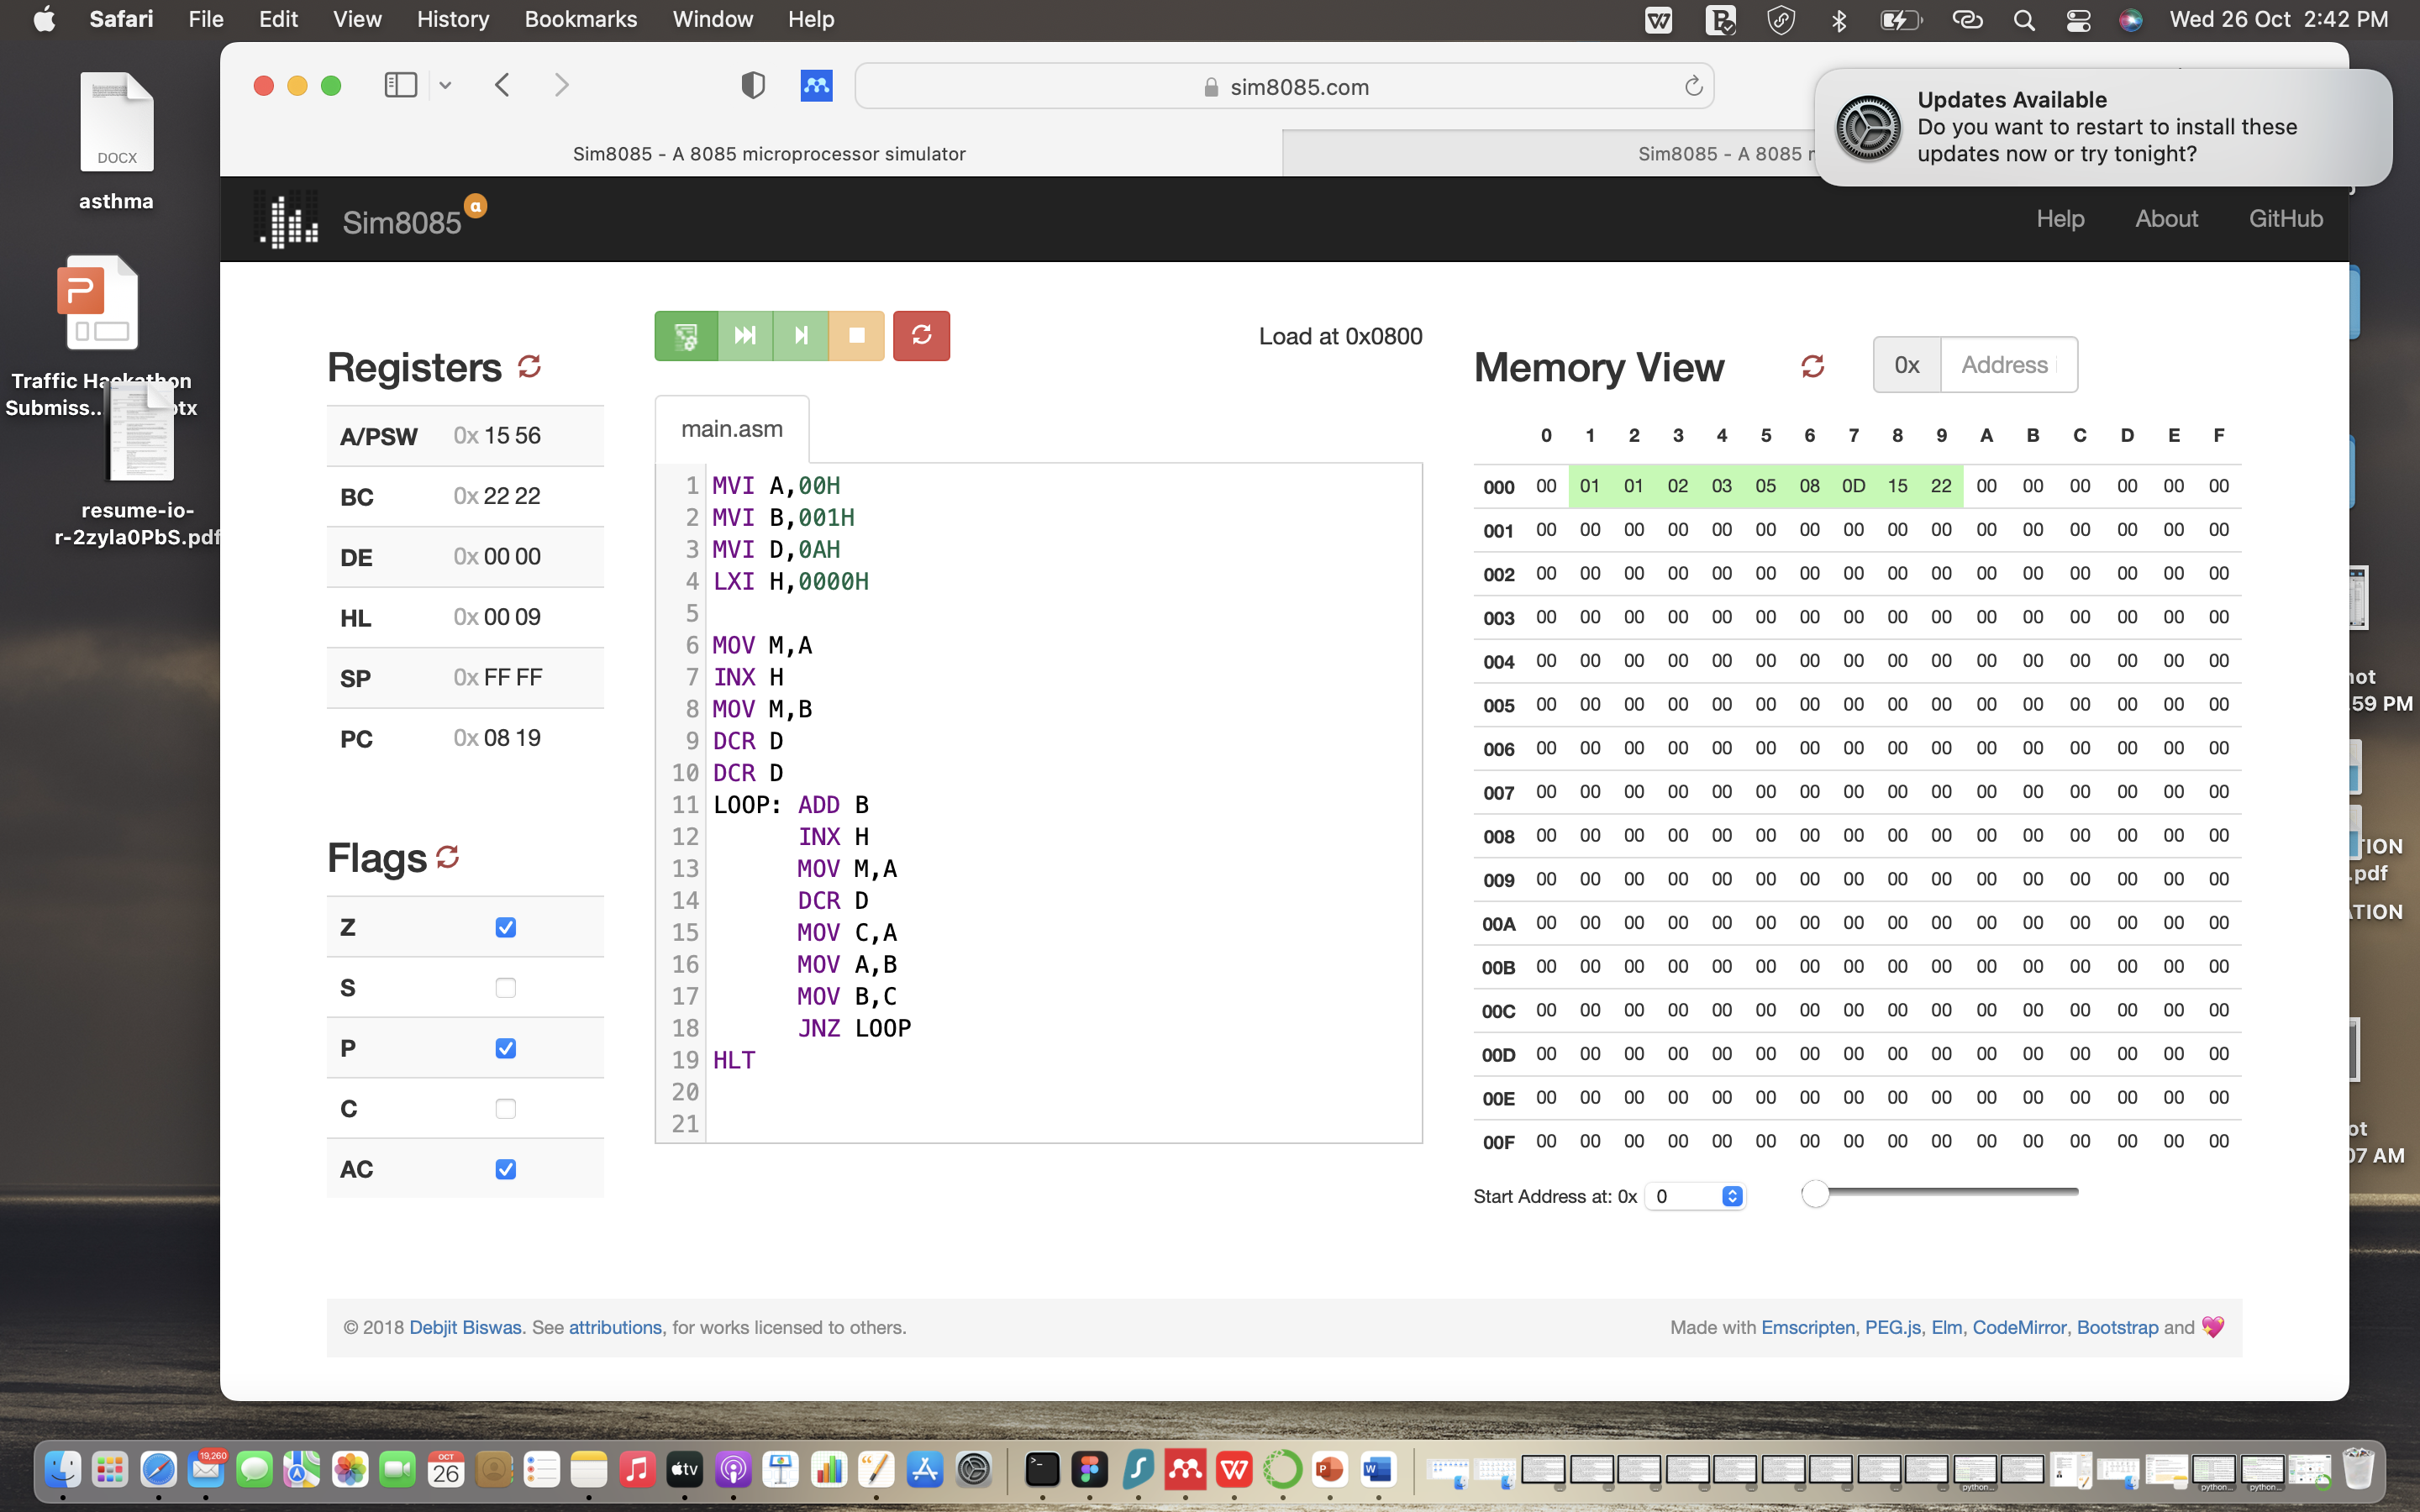 Safari File Edit View History Bookmarks Window Help Wed 26 Oct 2:42 PM
sim8085.com
Updates Available
Do you want to restart to install these
updates now or try tonight?
Sim8085 - A 8085 microprocessor simulator
Sim8085 - A 8085
DOCX
asthma
Traffic Hackathon
Submiss...
resume-io-
r-2zyla0PbS.pdf
Sim8085 α
Help About GitHub
Load at 0x0800
Registers
A/PSW 0x 15 56
BC 0x 22 22
DE 0x 00 00
HL 0x 00 09
SP 0x FF FF
PC 0x 08 19
Flags
Z
S
P
C
AC
main.asm
1 MVI A,00H
2 MVI B,001H
3 MVI D,0AH
4 LXI H,0000H
5
6 MOV M,A
7 INX H
8 MOV M,B
9 DCR D
10 DCR D
11 LOOP: ADD B
12 INX H
13 MOV M,A
14 DCR D
15 MOV C,A
16 MOV A,B
17 MOV B,C
18 JNZ LOOP
19 HLT
20
21
Memory View 0x Address
0 1 2 3 4 5 6 7 8 9 A B C D E F
000 00 01 01 02 03 05 08 0D 15 22 00 00 00 00 00 00
001 00 00 00 00 00 00 00 00 00 00 00 00 00 00 00 00
002 00 00 00 00 00 00 00 00 00 00 00 00 00 00 00 00
003 00 00 00 00 00 00 00 00 00 00 00 00 00 00 00 00
004 00 00 00 00 00 00 00 00 00 00 00 00 00 00 00 00
005 00 00 00 00 00 00 00 00 00 00 00 00 00 00 00 00
006 00 00 00 00 00 00 00 00 00 00 00 00 00 00 00 00
007 00 00 00 00 00 00 00 00 00 00 00 00 00 00 00 00
008 00 00 00 00 00 00 00 00 00 00 00 00 00 00 00 00
009 00 00 00 00 00 00 00 00 00 00 00 00 00 00 00 00
00A 00 00 00 00 00 00 00 00 00 00 00 00 00 00 00 00
00B 00 00 00 00 00 00 00 00 00 00 00 00 00 00 00 00
00C 00 00 00 00 00 00 00 00 00 00 00 00 00 00 00 00
00D 00 00 00 00 00 00 00 00 00 00 00 00 00 00 00 00
00E 00 00 00 00 00 00 00 00 00 00 00 00 00 00 00 00
00F 00 00 00 00 00 00 00 00 00 00 00 00 00 00 00 00
Start Address at: 0x 0
59 PM
.pdf
07 AM
© 2018 Debjit Biswas. See attributions, for works licensed to others.
Made with Emscripten, PEG.js, Elm, CodeMirror, Bootstrap and 💖
19,260
OCT
26
tv
python...
python... python...